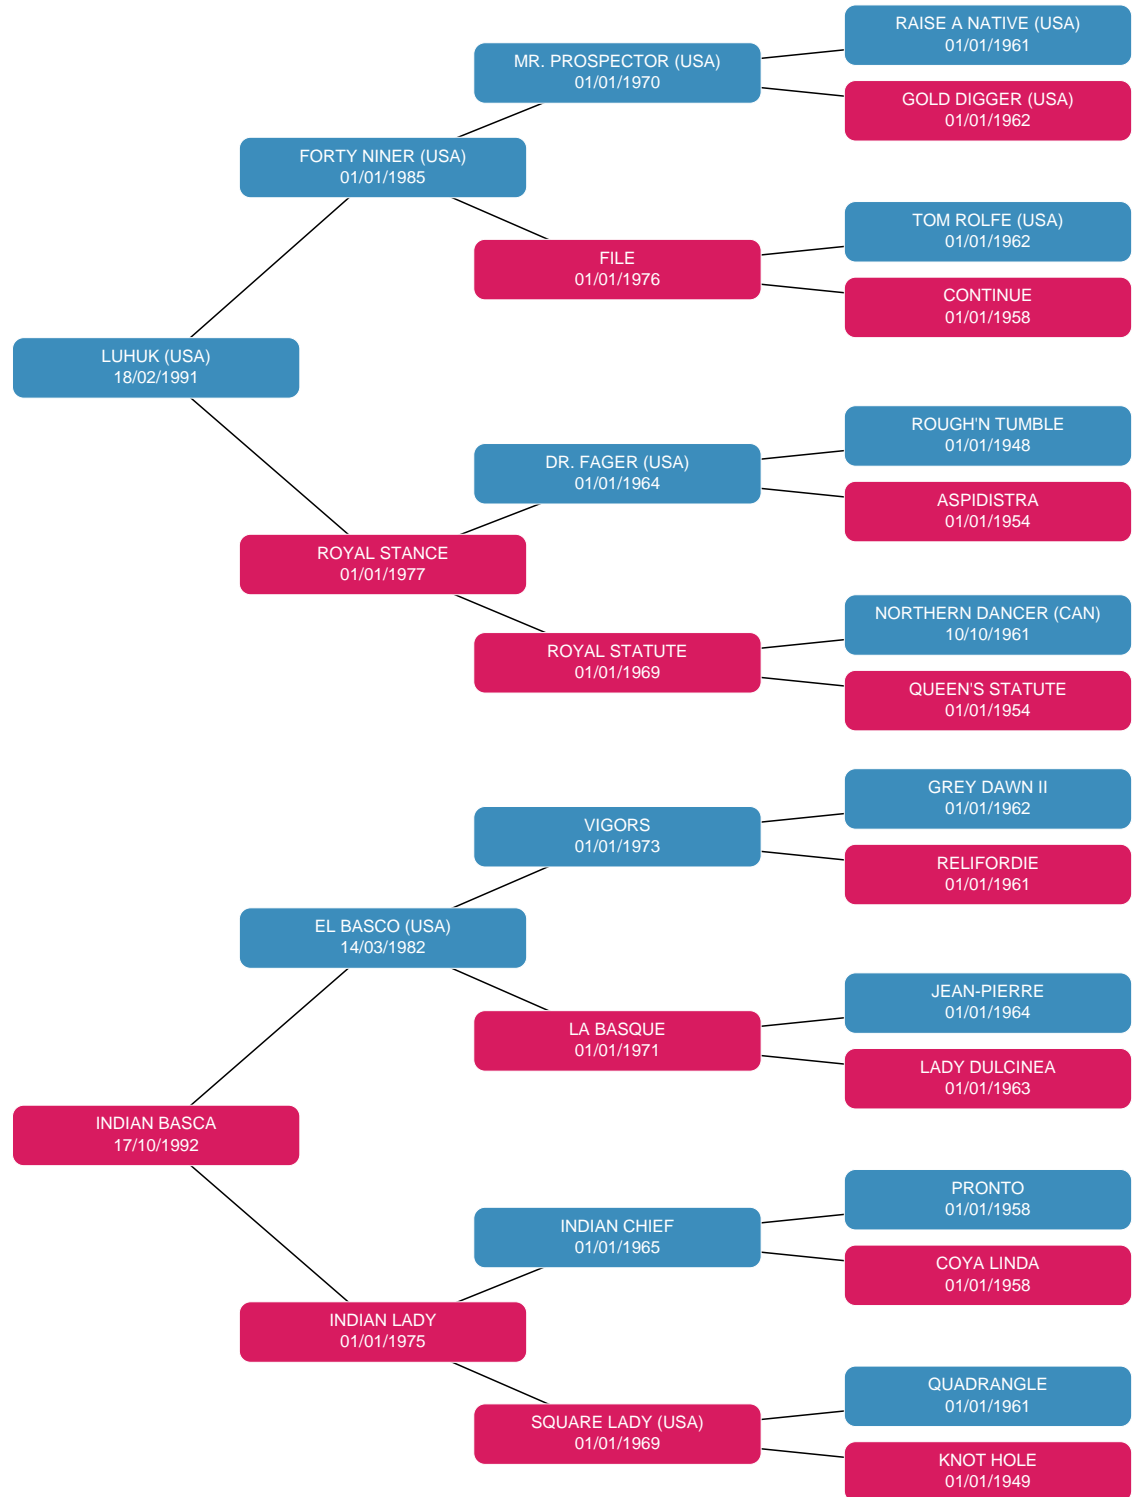 RAISE A NATIVE (USA)
01/01/1961
MR. PROSPECTOR (USA)
01/01/1970
GOLD DIGGER (USA)
01/01/1962
FORTY NINER (USA)
01/01/1985
TOM ROLFE (USA)
01/01/1962
FILE
01/01/1976
CONTINUE
01/01/1958
LUHUK (USA)
18/02/1991
ROUGH'N TUMBLE
01/01/1948
DR. FAGER (USA)
01/01/1964
ASPIDISTRA
01/01/1954
ROYAL STANCE
01/01/1977
NORTHERN DANCER (CAN)
10/10/1961
ROYAL STATUTE
01/01/1969
QUEEN'S STATUTE
01/01/1954
GREY DAWN II
01/01/1962
VIGORS
01/01/1973
RELIFORDIE
01/01/1961
EL BASCO (USA)
14/03/1982
JEAN-PIERRE
01/01/1964
LA BASQUE
01/01/1971
LADY DULCINEA
01/01/1963
INDIAN BASCA
17/10/1992
PRONTO
01/01/1958
INDIAN CHIEF
01/01/1965
COYA LINDA
01/01/1958
INDIAN LADY
01/01/1975
QUADRANGLE
01/01/1961
SQUARE LADY (USA)
01/01/1969
KNOT HOLE
01/01/1949